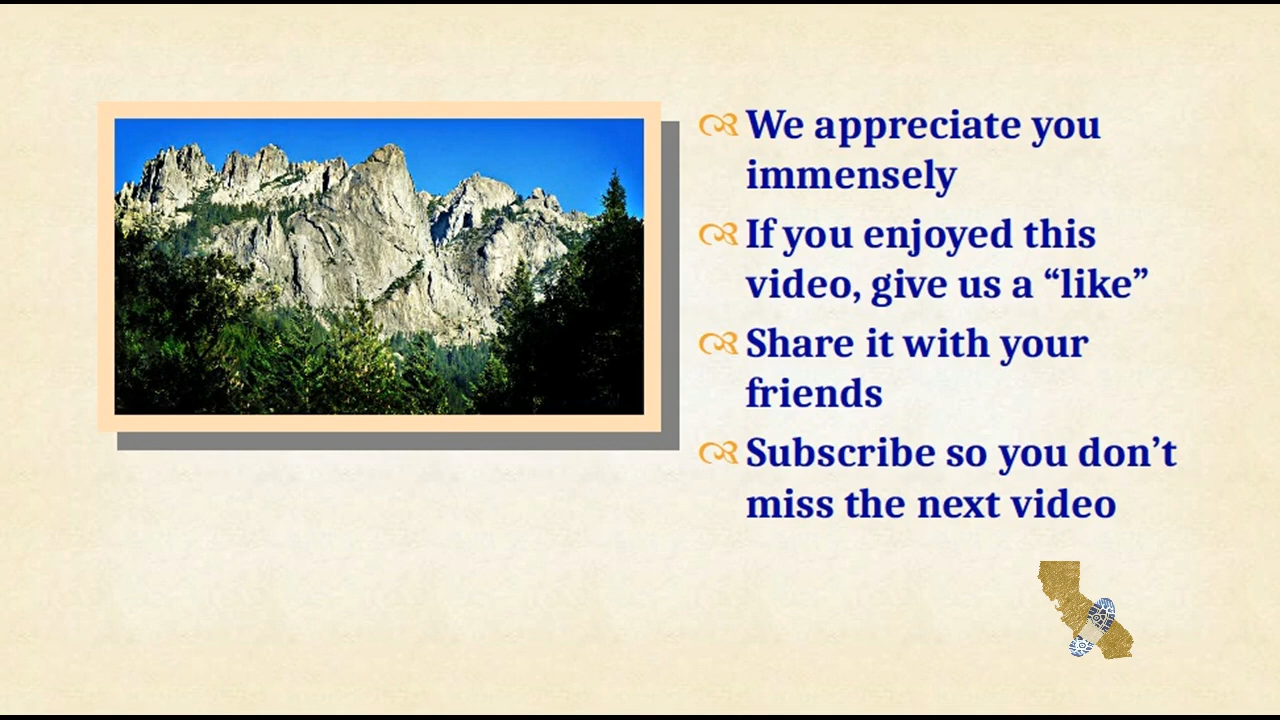 We appreciate you
immensely
If you enjoyed this
video, give us a “like”
Share it with your
friends
Subscribe so you don’t
miss the next video